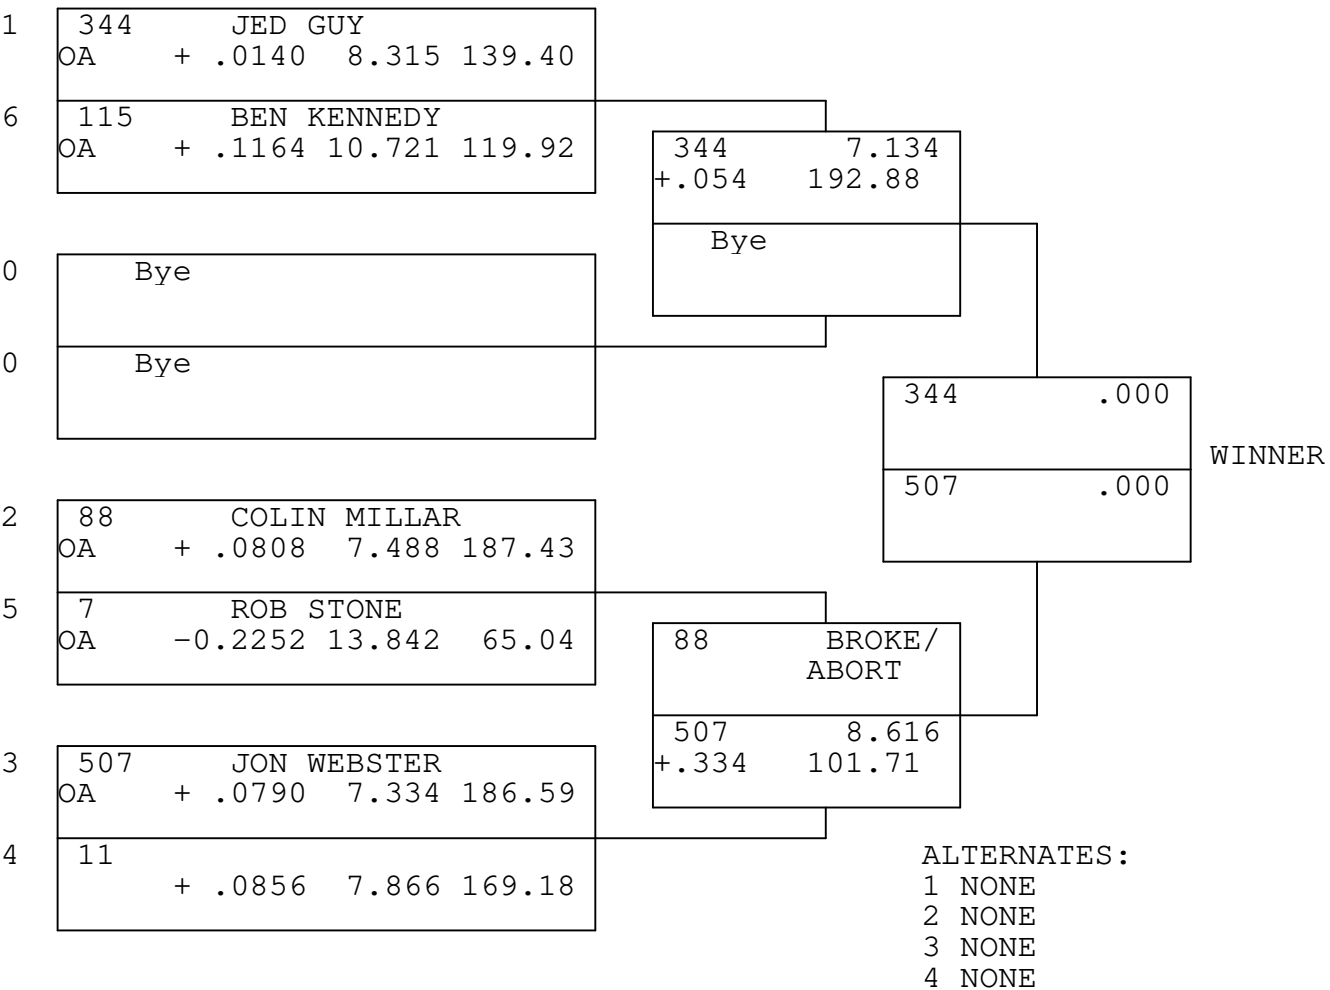 1 344 JED GUY
OA + .0140 8.315 139.40
6 115 BEN KENNEDY
OA + .1164 10.721 119.92
344 7.134
+.054 192.88
Bye
0 Bye
0 Bye
344 .000
WINNER
507 .000
2 88 COLIN MILLAR
OA + .0808 7.488 187.43
5 7 ROB STONE
OA -0.2252 13.842 65.04
88 BROKE/
ABORT
507 8.616
+.334 101.71
3 507 JON WEBSTER
OA + .0790 7.334 186.59
4 11
+ .0856 7.866 169.18
ALTERNATES:
1 NONE
2 NONE
3 NONE
4 NONE